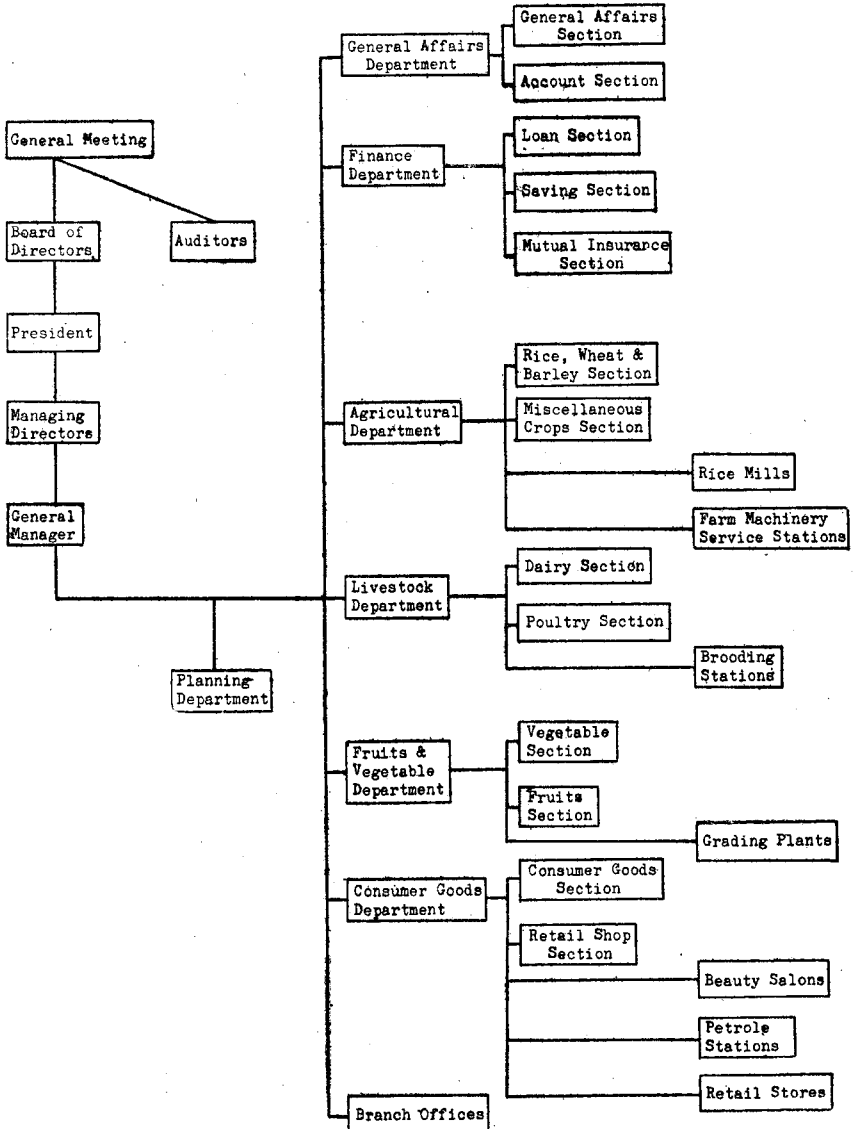 General Meeting
Board of
Directors
Auditors
President
Managing
Directors
General
Manager
Planning
Department
General Affairs
Department
General Affairs
Section
Account Section
Finance
Department
Loan Section
Saving Section
Mutual Insurance
Section
Agricultural
Department
Rice, Wheat &
Barley Section
Miscellaneous
Crops Section
Rice Mills
Farm Machinery
Service Stations
Livestock
Department
Dairy Section
Poultry Section
Brooding
Stations
Fruits &
Vegetable
Department
Vegetable
Section
Fruits
Section
Grading Plants
Consumer Goods
Department
Consumer Goods
Section
Retail Shop
Section
Beauty Salons
Petrole
Stations
Retail Stores
Branch Offices